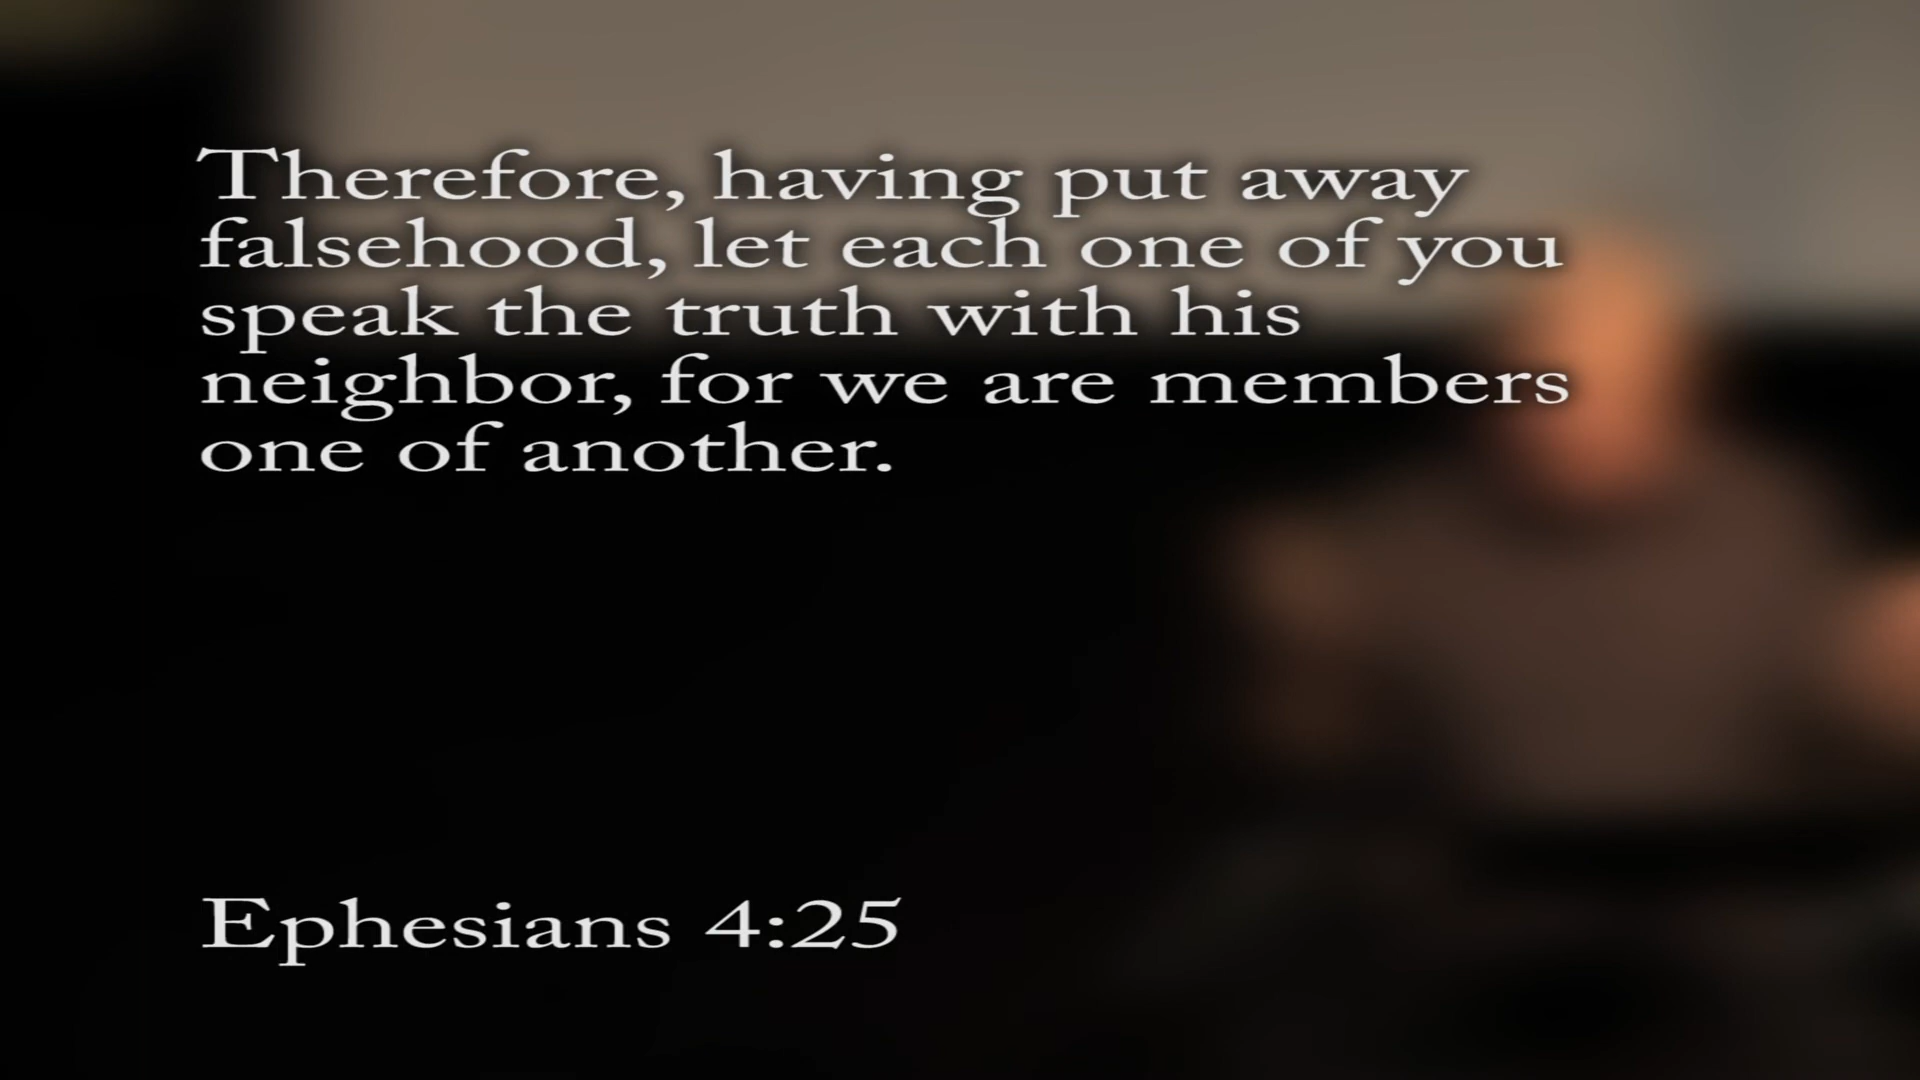 Therefore, having put away
falsehood, let each one of you
speak the truth with his
neighbor, for we are members
one of another.
Ephesians 4:25